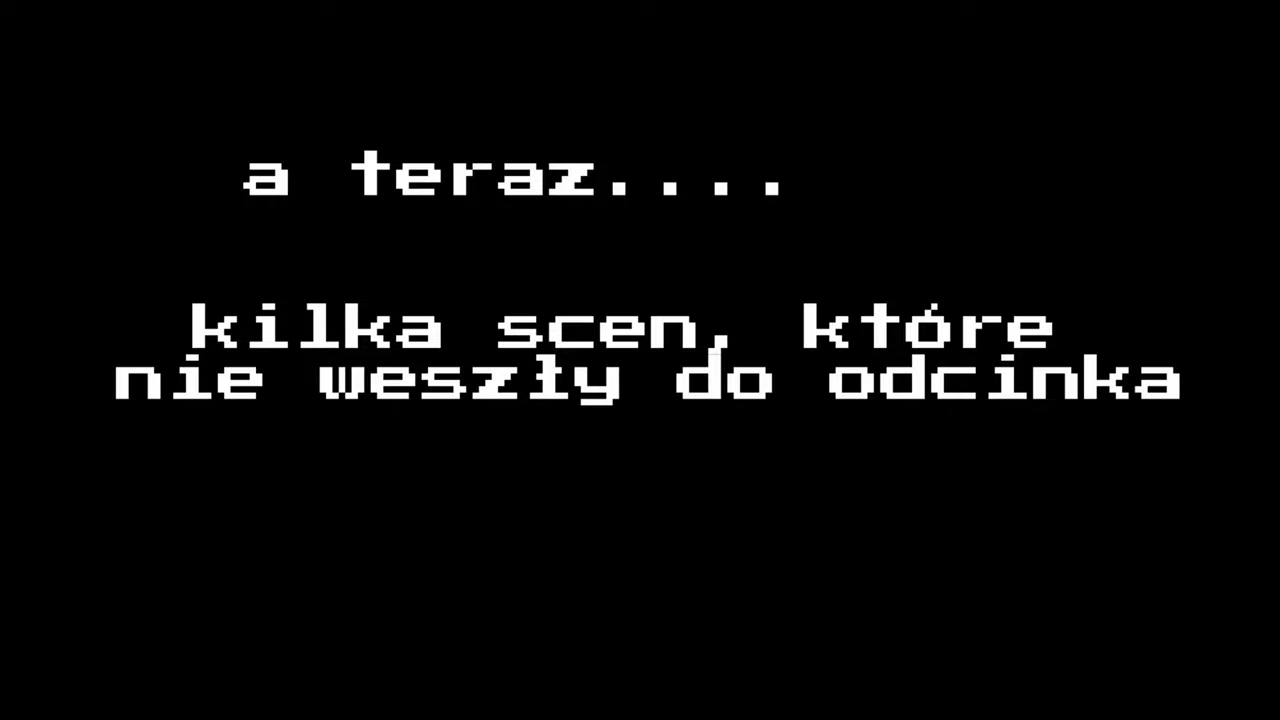 a teraz....
kilka scen, które
nie weszły do odcinka